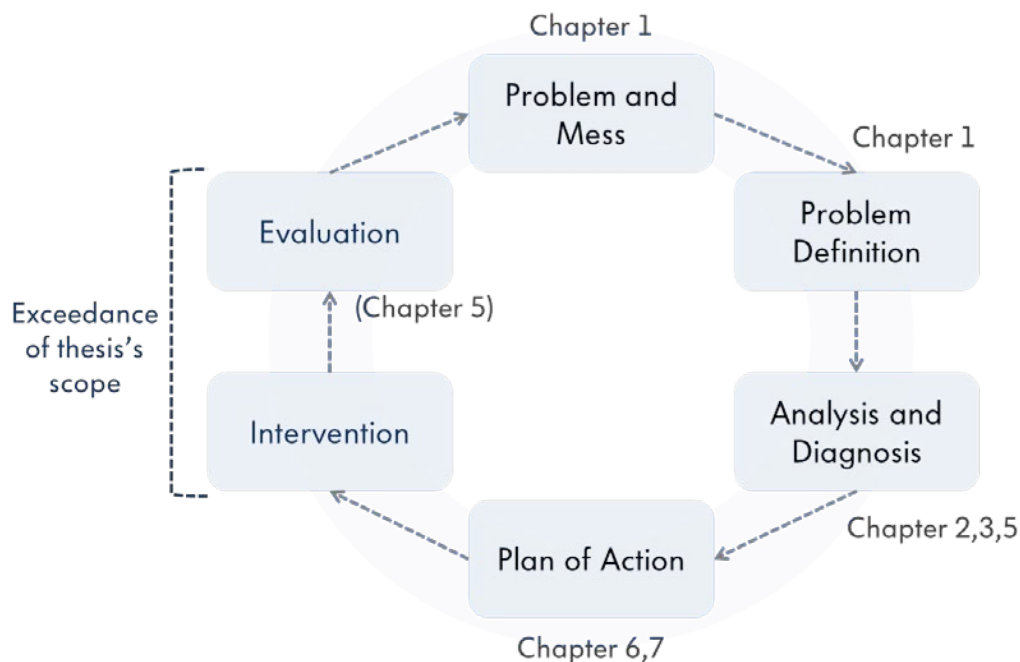 Chapter 1
Problem and
Mess
Chapter 1
Problem
Definition
Analysis and
Diagnosis
Chapter 2,3,5
Plan of Action
Chapter 6,7
Intervention
(Chapter 5)
Evaluation
Exceedance
of thesis's
scope